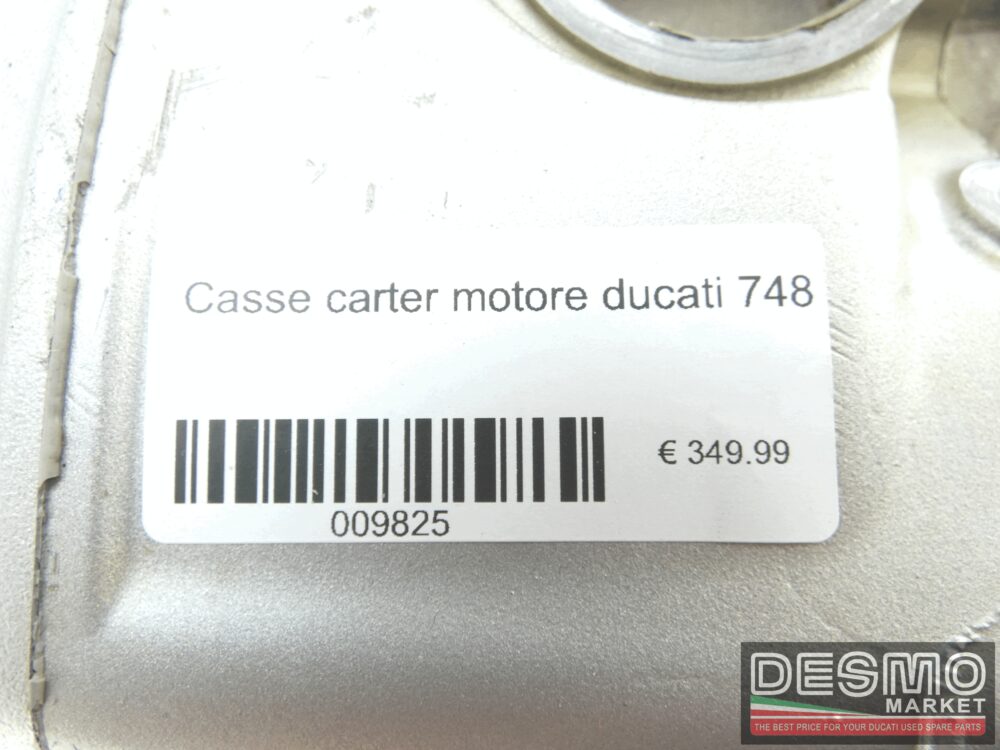 Casse carter motore ducati 748
€ 349.99
009825
DESMO
MARKET
THE BEST PRICE FOR YOUR DUCATI USED SPARE PARTS